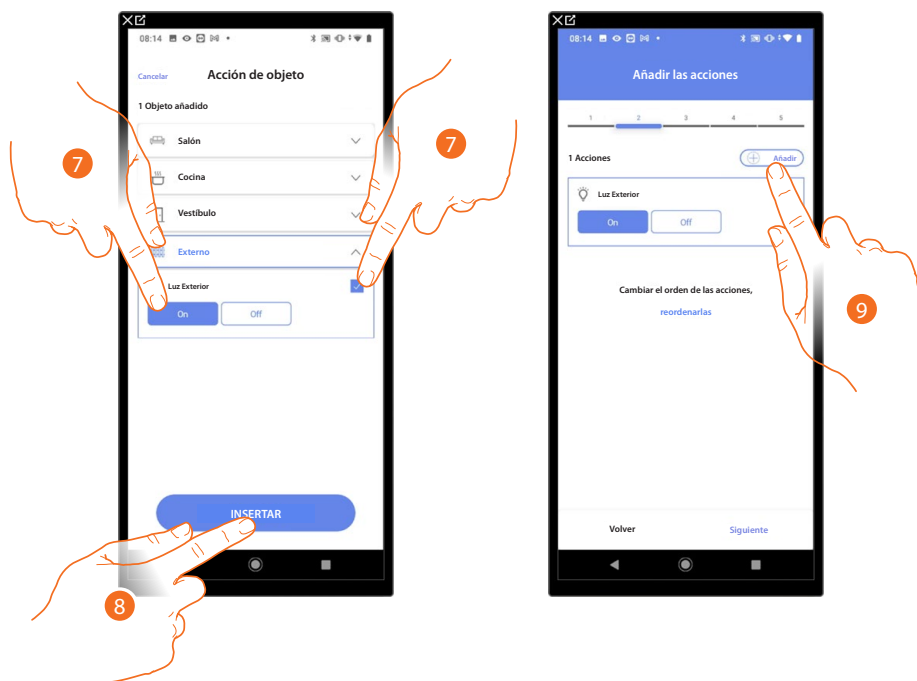 08:14
Cancelar Acción de objeto
1 Objeto añadido
Salón
Cocina
Vestíbulo
Externo
Luz Exterior
On Off
INSERTAR
7
7
8
08:14
Añadir las acciones
1 2 3 4 5
1 Acciones Añadir
Luz Exterior
On Off
Cambiar el orden de las acciones,
reordenarlas
Volver Siguiente
9